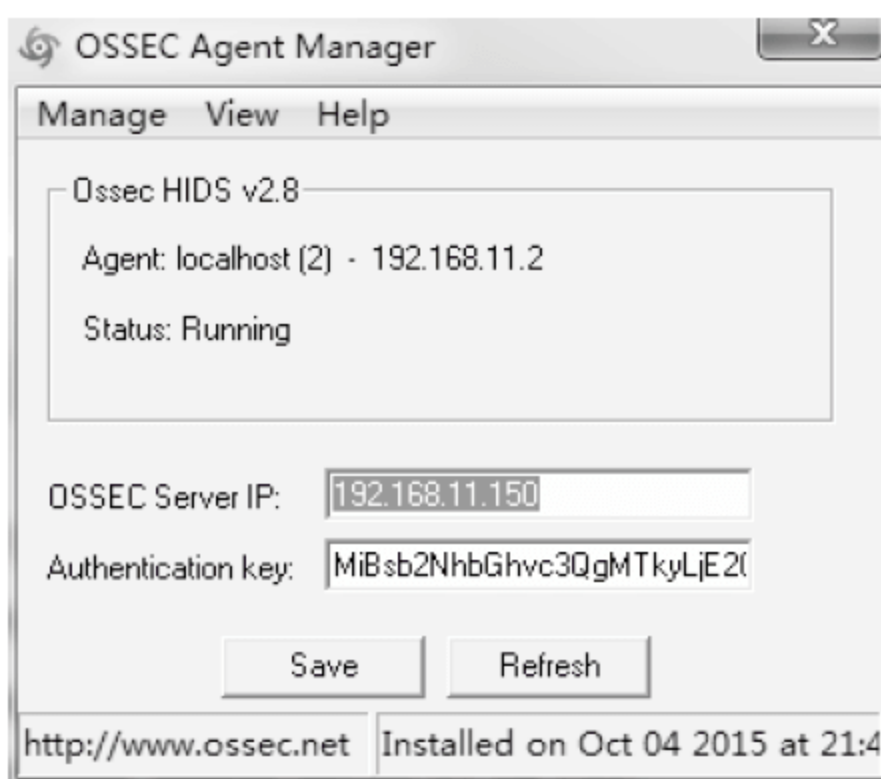 OSSEC Agent Manager
Manage View Help
Ossec HIDS v2.8
Agent: localhost (2) - 192.168.11.2
Status: Running
OSSEC Server IP: 192.168.11.150
Authentication key: MiBsb2NhbGhvc3QgMTkyLjE2(
Save Refresh
http://www.ossec.net Installed on Oct 04 2015 at 21:4